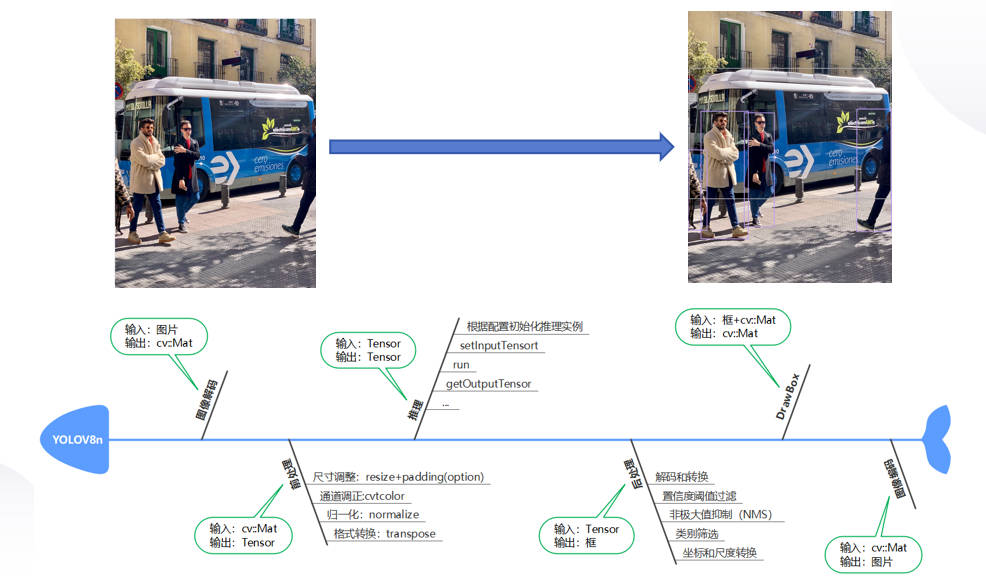 cero
emisiones
cero
emisiones
输入：图片
输出：cv::Mat
图像解码
输入：Tensor
输出：Tensor
推理
根据配置初始化推理实例
setInputTensort
run
getOutputTensor
...
输入：框+cv::Mat
输出：cv::Mat
DrawBox
YOLOV8n
前处理
尺寸调整：resize+padding(option)
通道调正:cvtcolor
归一化：normalize
格式转换：transpose
输入：cv::Mat
输出：Tensor
后处理
解码和转换
置信度阈值过滤
非极大值抑制（NMS）
类别筛选
坐标和尺度转换
输入：Tensor
输出：框
图像编码
输入：cv::Mat
输出：图片